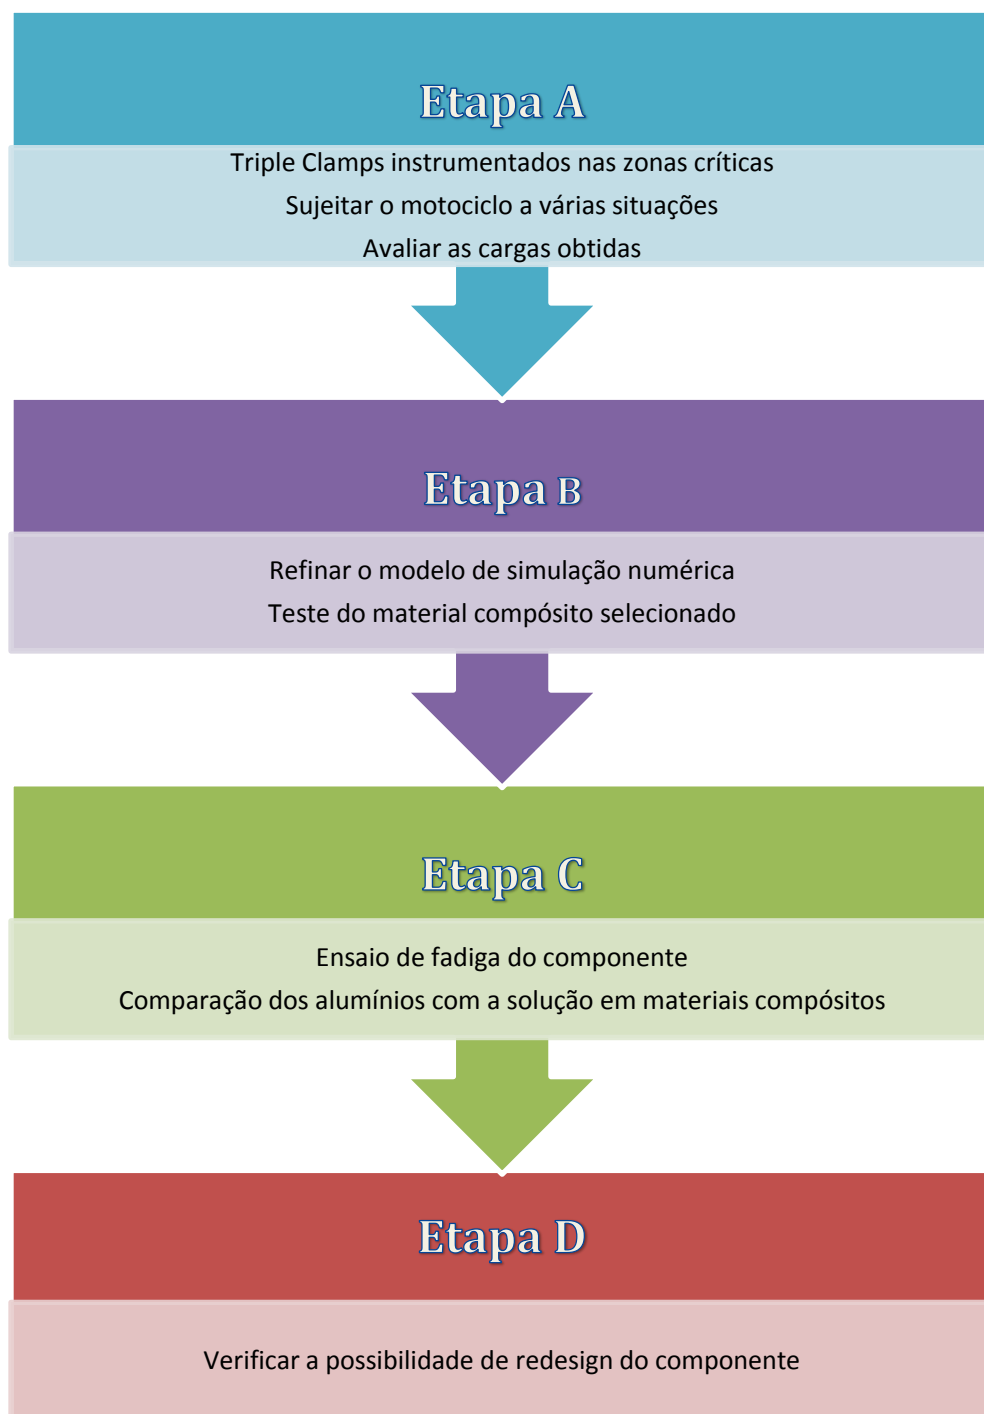 Etapa A
Triple Clamps instrumentados nas zonas críticas
Sujeitar o motociclo a várias situações
Avaliar as cargas obtidas
Etapa B
Refinar o modelo de simulação numérica
Teste do material compósito selecionado
Etapa C
Ensaio de fadiga do componente
Comparação dos alumínios com a solução em materiais compósitos
Etapa D
Verificar a possibilidade de redesign do componente